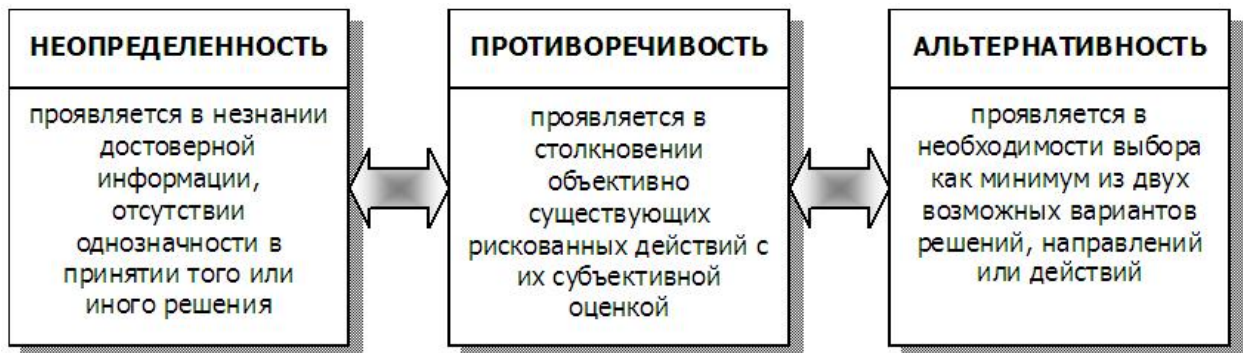 НЕОПРЕДЕЛЕННОСТЬ
проявляется в незнании
достоверной
информации,
отсутствии
однозначности в
принятии того или
иного решения
ПРОТИВОРЕЧИВОСТЬ
проявляется в
столкновении
объективно
существующих
рискованных действий с
их субъективной
оценкой
АЛЬТЕРНАТИВНОСТЬ
проявляется в
необходимости выбора
как минимум из двух
возможных вариантов
решений, направлений
или действий